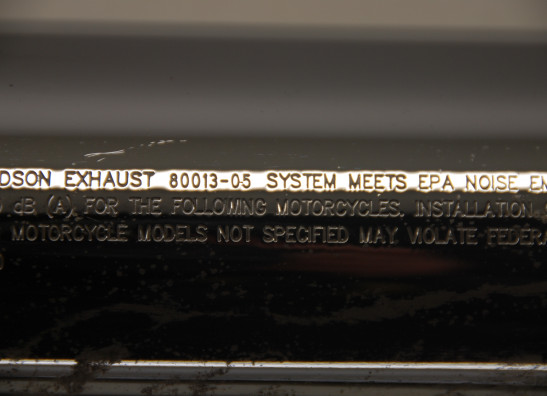 DSON EXHAUST 80013-05 SYSTEM MEETS EPA NOISE EM
dB (A) FOR THE FOLLOWING MOTORCYCLES. INSTALLATION
MOTORCYCLE MODELS NOT SPECIFIED MAY VIOLATE FEDERA